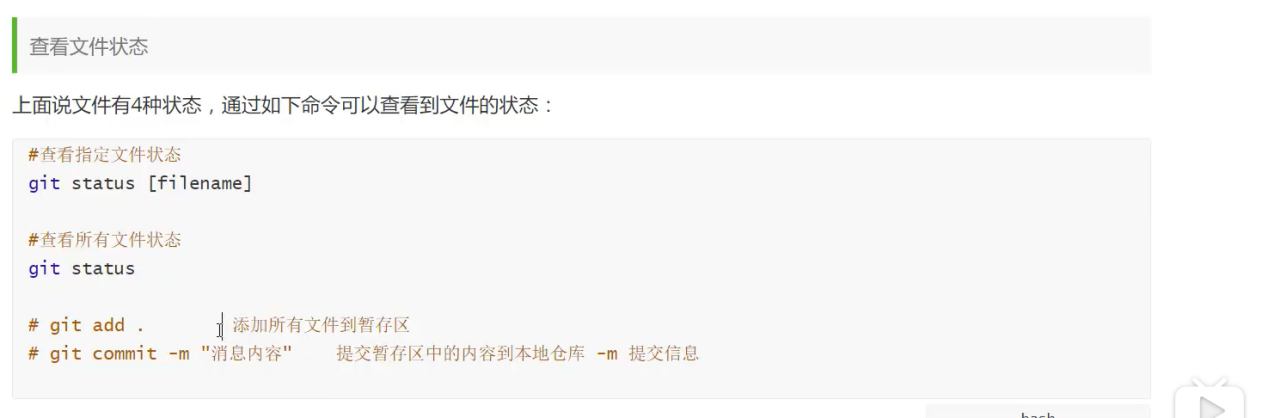 查看文件状态
上面说文件有4种状态，通过如下命令可以查看到文件的状态：
#查看指定文件状态
git status [filename]
#查看所有文件状态
git status
# git add .        添加所有文件到暂存区
# git commit -m "消息内容"    提交暂存区中的内容到本地仓库 -m 提交信息
bash